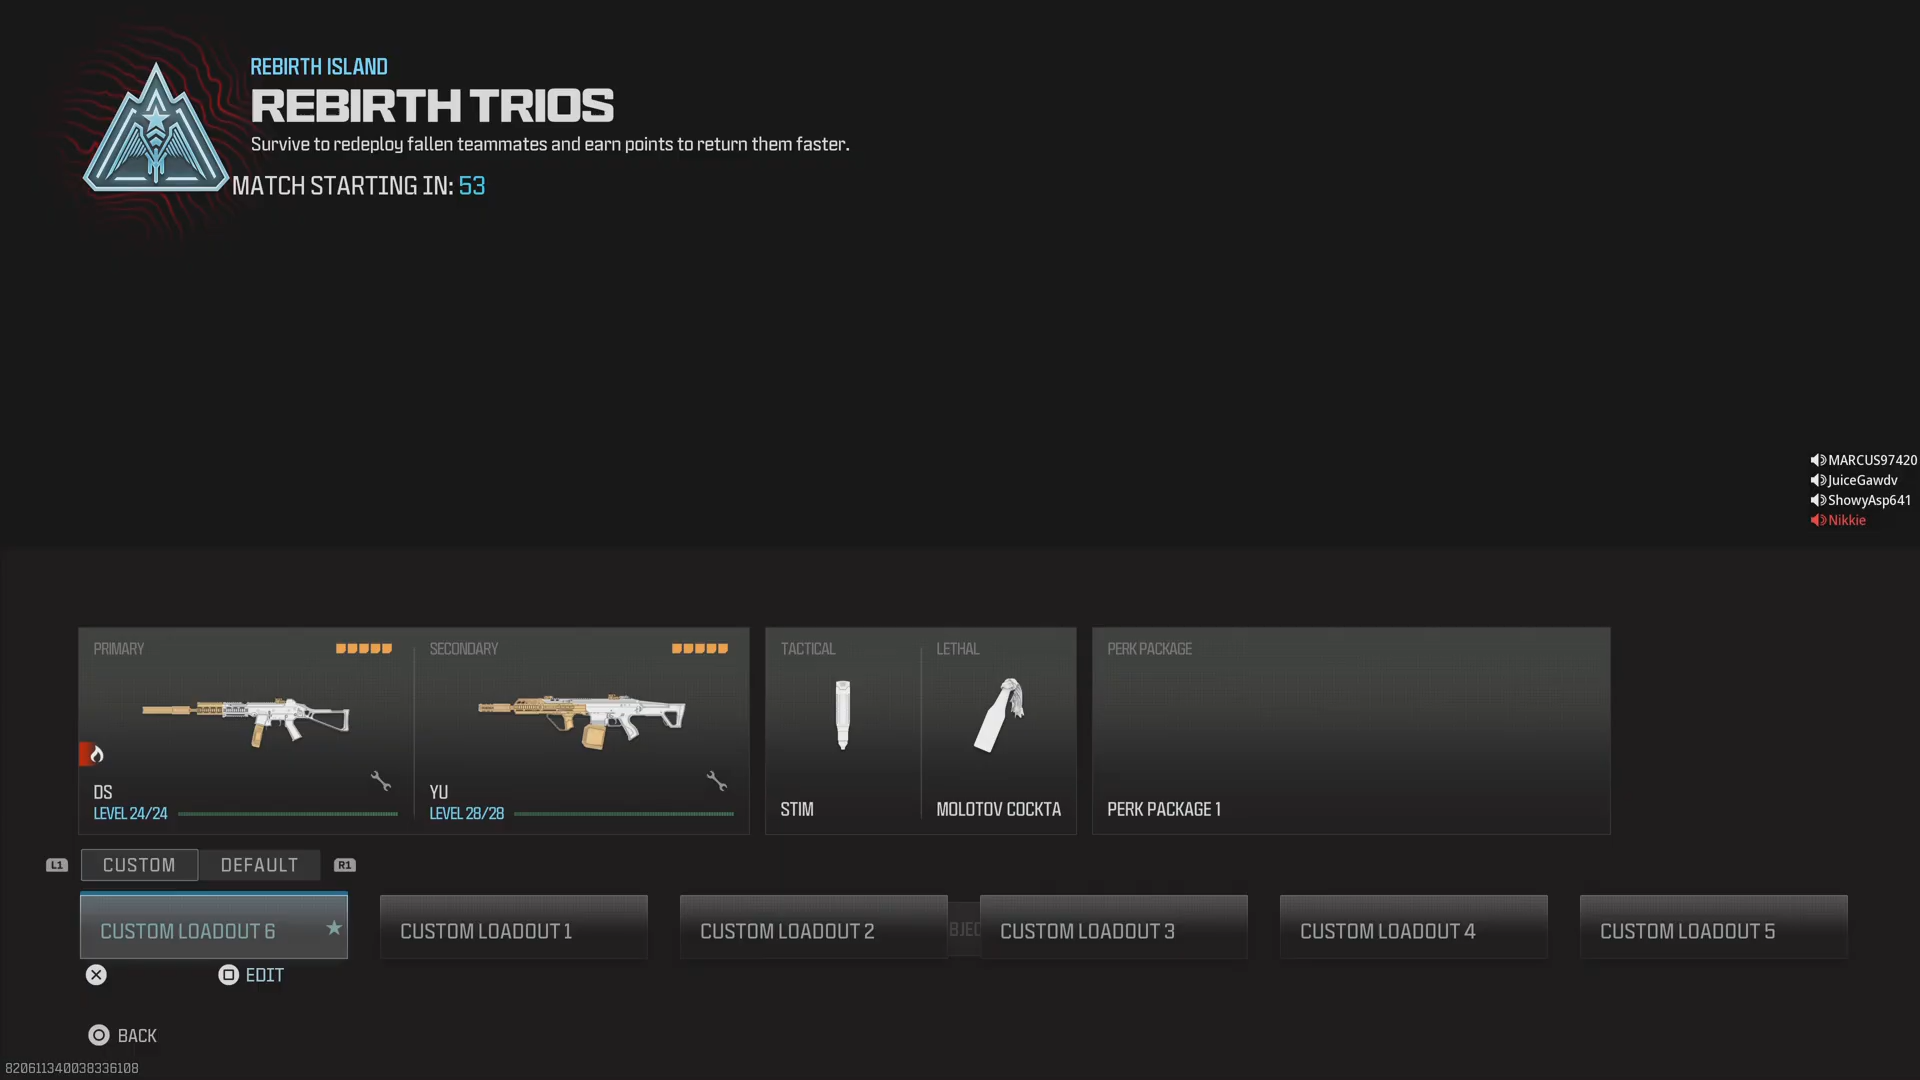 REBIRTH ISLAND
REBIRTH TRIOS
Survive to redeploy fallen teammates and earn points to return them faster.
MATCH STARTING IN: 53
MARCUS97420
JuiceGawdv
ShowyAsp641
Nikkie
PRIMARY
SECONDARY
TACTICAL
LETHAL
PERK PACKAGE
DS
LEVEL 24/24
YU
LEVEL 28/28
STIM
MOLOTOV COCKTA
PERK PACKAGE 1
L1 CUSTOM DEFAULT R1
CUSTOM LOADOUT 6
CUSTOM LOADOUT 1
CUSTOM LOADOUT 2
BJEC
CUSTOM LOADOUT 3
CUSTOM LOADOUT 4
CUSTOM LOADOUT 5
EDIT
BACK
820611340038336108